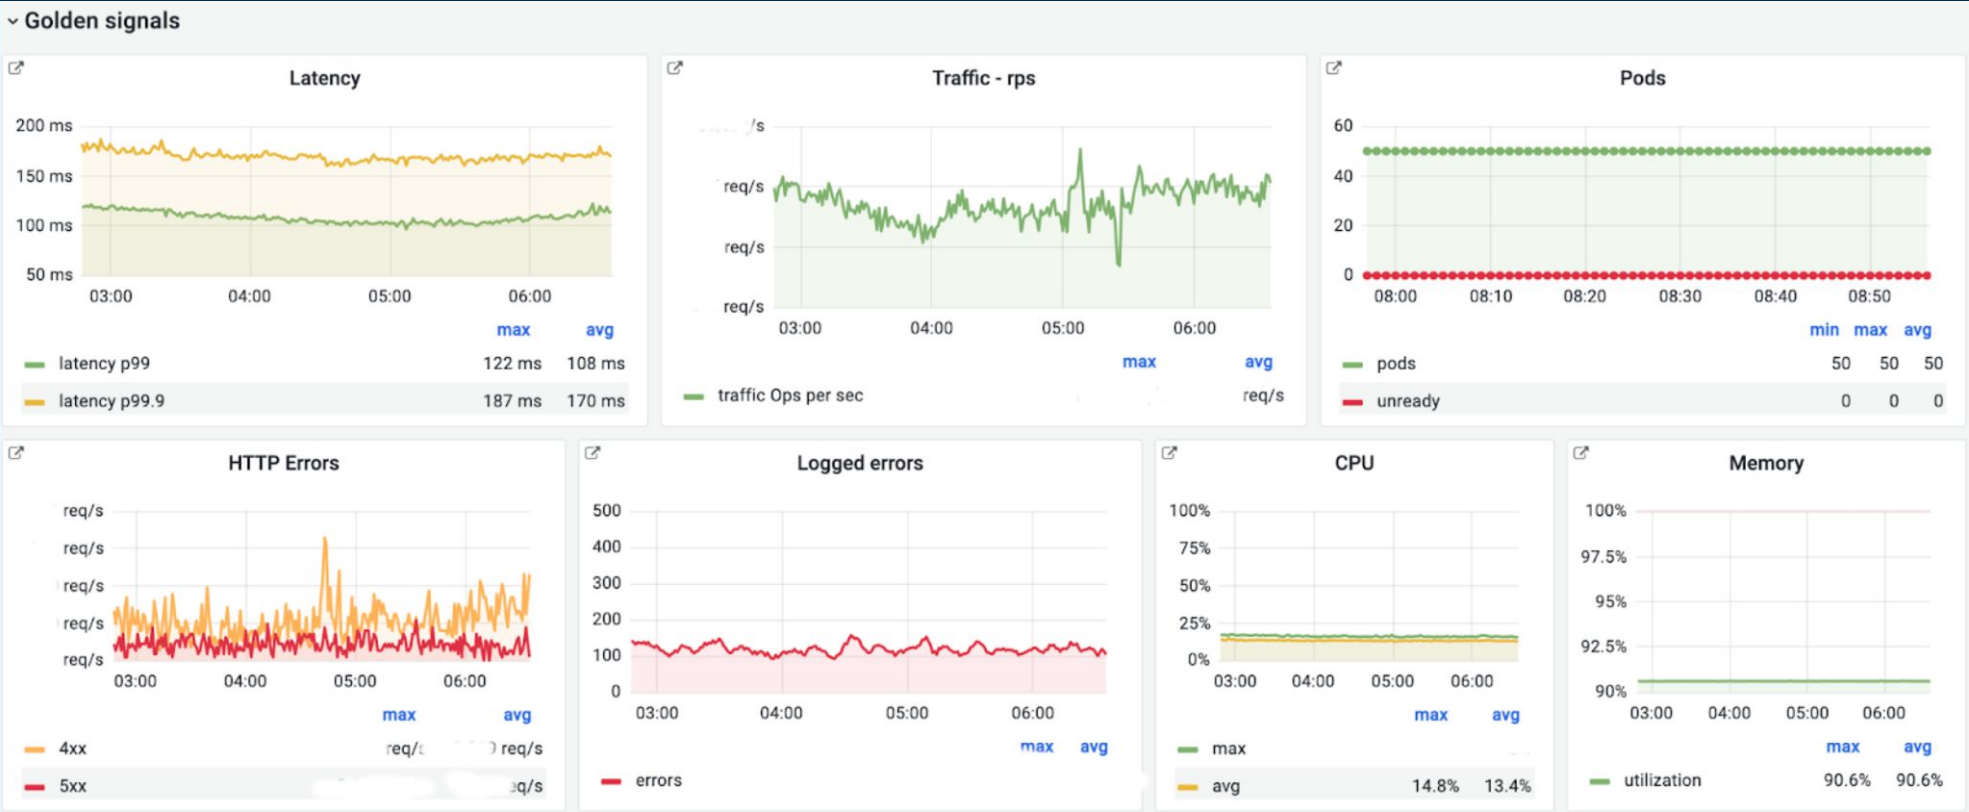 Golden signals
Latency
200 ms
150 ms
100 ms
50 ms
03:00 04:00 05:00 06:00
max avg
latency p99 122 ms 108 ms
latency p99.9 187 ms 170 ms
Traffic - rps
/s
req/s
req/s
req/s
03:00 04:00 05:00 06:00
max avg
traffic Ops per sec req/s
Pods
60
40
20
0
08:00 08:10 08:20 08:30 08:40 08:50
min max avg
pods 50 50 50
unready 0 0 0
HTTP Errors
req/s
req/s
req/s
req/s
req/s
03:00 04:00 05:00 06:00
max avg
4xx req/s req/s
5xx
Logged errors
500
400
300
200
100
0
03:00 04:00 05:00 06:00
max avg
errors
CPU
100%
75%
50%
25%
0%
03:00 04:00 05:00 06:00
max avg
max
avg 14.8% 13.4%
Memory
100%
97.5%
95%
92.5%
90%
03:00 04:00 05:00 06:00
max avg
utilization 90.6% 90.6%